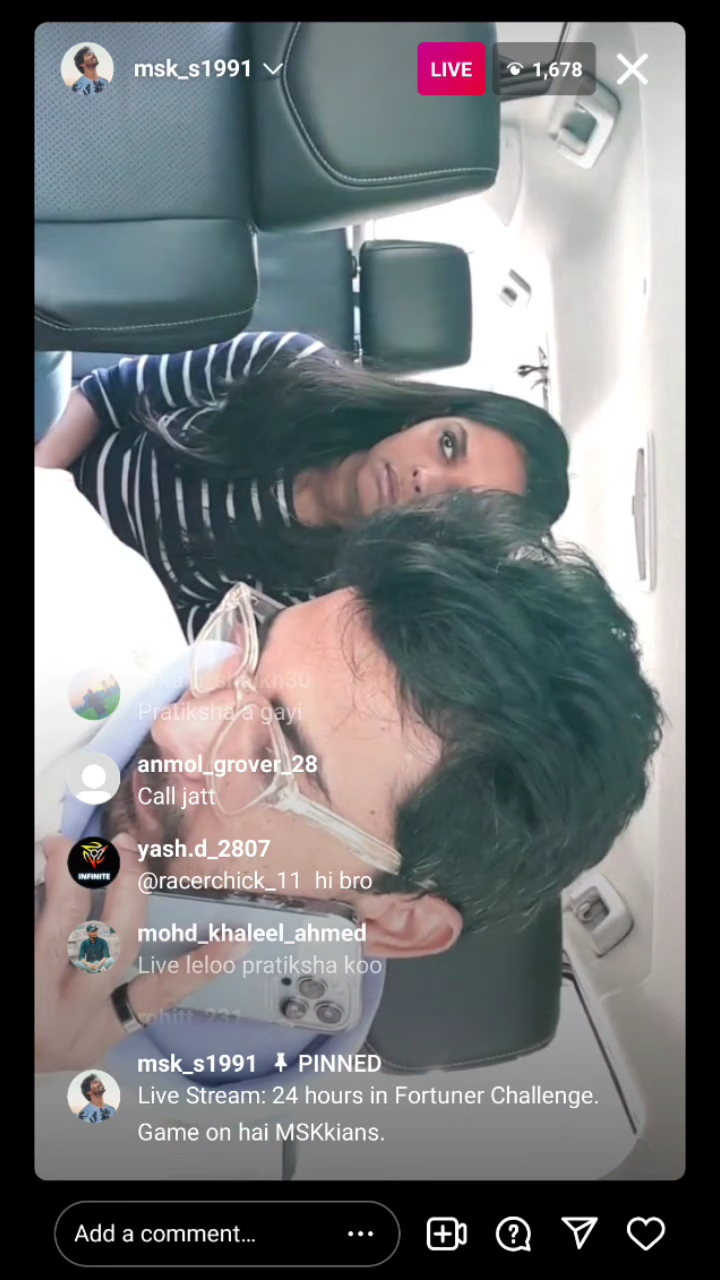 msk_s1991
LIVE
1,678
Pratiksha a gayi
anmol_grover_28
Call jatt
yash.d_2807
INFINITE
@racerchick_11 hi bro
mohd_khaleel_ahmed
Live leloo pratiksha koo
rohitt_231
msk_s1991 PINNED
Live Stream: 24 hours in Fortuner Challenge.
Game on hai MSKkians.
Add a comment...